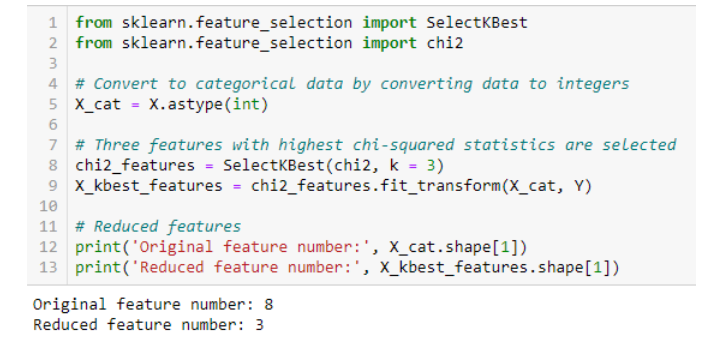 1 from sklearn.feature_selection import SelectKBest
2 from sklearn.feature_selection import chi2
3
4 # Convert to categorical data by converting data to integers
5 X_cat = X.astype(int)
6
7 # Three features with highest chi-squared statistics are selected
8 chi2_features = SelectKBest(chi2, k = 3)
9 X_kbest_features = chi2_features.fit_transform(X_cat, Y)
10
11 # Reduced features
12 print('Original feature number:', X_cat.shape[1])
13 print('Reduced feature number:', X_kbest_features.shape[1])
Original feature number: 8
Reduced feature number: 3